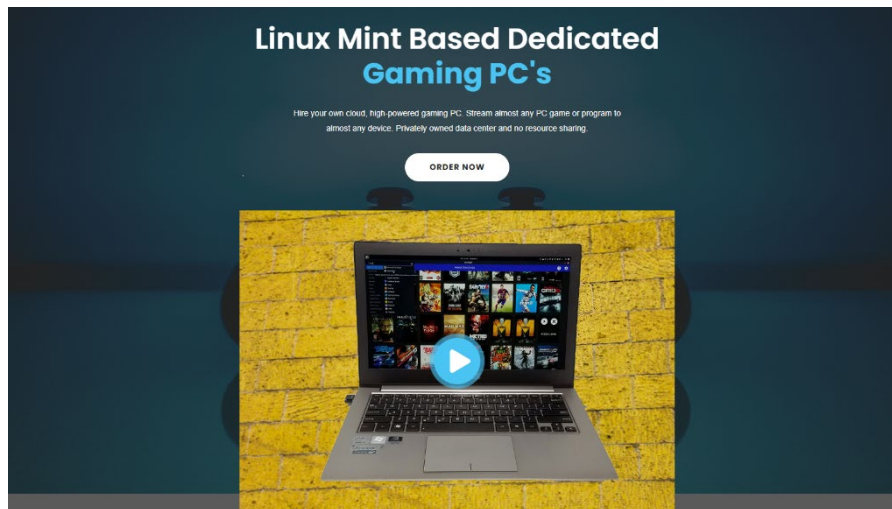 Linux Mint Based Dedicated
Gaming PC's
Hire your own cloud, high-powered gaming PC. Stream almost any PC game or program to
almost any device. Privately owned data center and no resource sharing.
ORDER NOW